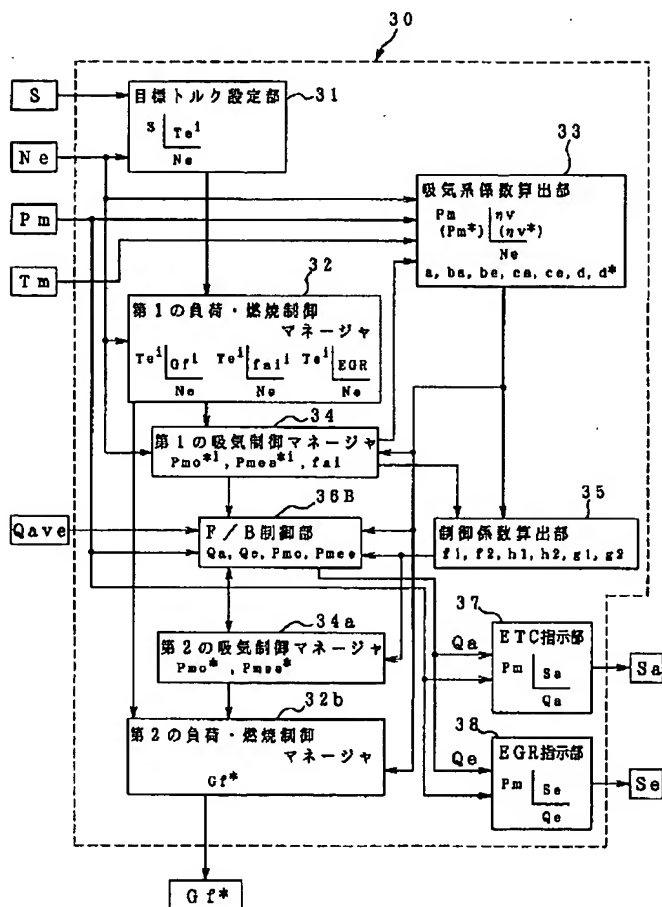 30
S
Ne
Pm
Tm
目標トルク設定部
S Te^i
Ne
31
33
吸気系係数算出部
Pm ηv
(Pm*) (ηv*)
Ne
a, ba, be, ca, ce, d, d*
32
第1の負荷・燃焼制御
マネージャ
Te^i Gf^i Te^i fai^i Te^i EGR
Ne Ne Ne
34
第1の吸気制御マネージャ
Pmo*^i, Pmee*^i, fai
36B
Qave
F/B制御部
Qa, Qe, Pmo, Pmee
35
制御係数算出部
f1, f2, h1, h2, g1, g2
34a
第2の吸気制御マネージャ
Pmo*, Pmee*
37
ETC指示部
Qa
Pm Sa
Qa
Sa
32b
第2の負荷・燃焼制御
マネージャ
Gf*
38
EGR指示部
Qe
Pm Se
Qe
Se
Gf*